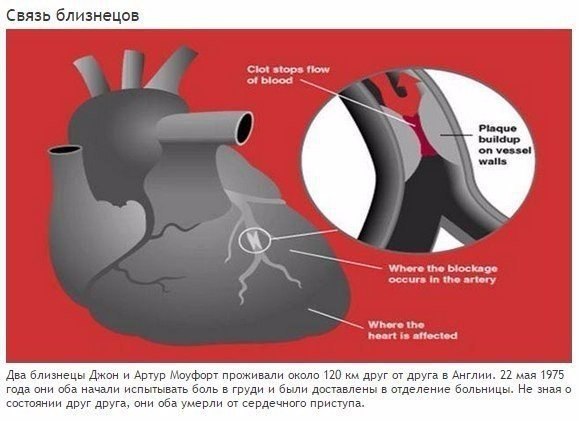 Связь близнецов
Clot stops flow
of blood
Plaque
buildup
on vessel
walls
Where the blockage
occurs in the artery
Where the
heart is affected
Два близнецы Джон и Артур Моуфорт проживали около 120 км друг от друга в Англии. 22 мая 1975
года они оба начали испытывать боль в груди и были доставлены в отделение больницы. Не зная о
состоянии друг друга, они оба умерли от сердечного приступа.